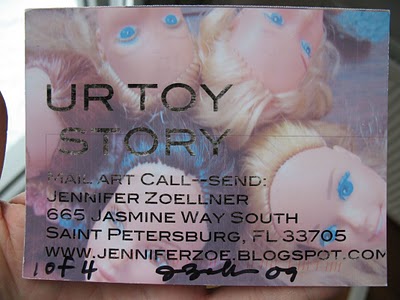 UR TOY
STORY
MAIL ART CALL—SEND:
JENNIFER ZOELLNER
665 JASMINE WAY SOUTH
SAINT PETERSBURG, FL 33705
WWW.JENNIFERZOE.BLOGSPOT.COM
1 of 4 09